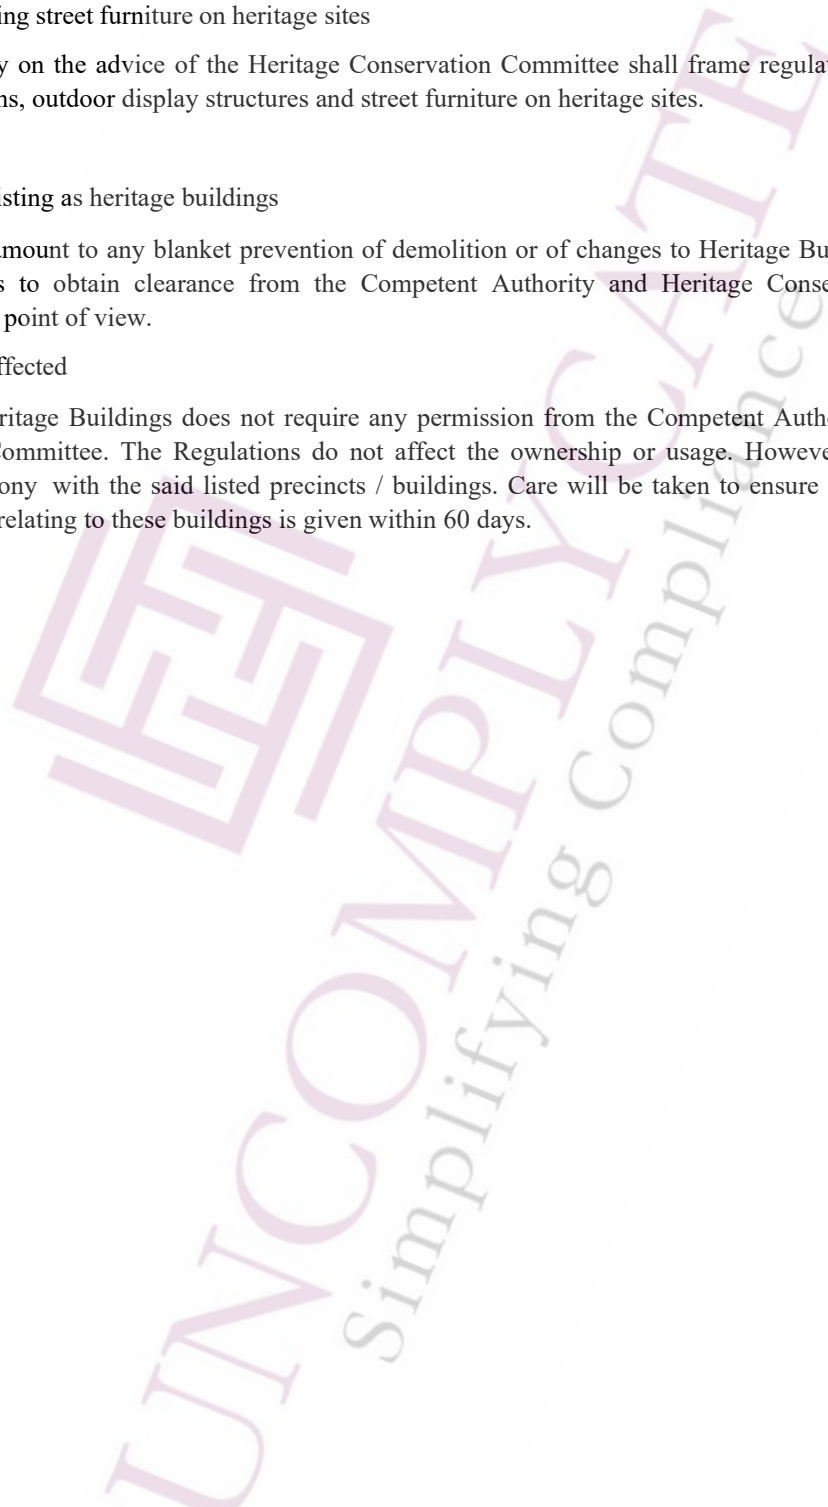 ing street furniture on heritage sites
y on the advice of the Heritage Conservation Committee shall frame regula
ns, outdoor display structures and street furniture on heritage sites.
isting as heritage buildings
mount to any blanket prevention of demolition or of changes to Heritage Bu
s to obtain clearance from the Competent Authority and Heritage Conse
point of view.
ffected
ritage Buildings does not require any permission from the Competent Auth
Committee. The Regulations do not affect the ownership or usage. Howeve
ony with the said listed precincts / buildings. Care will be taken to ensure
relating to these buildings is given within 60 days.
UNCOMPLYCATE
Simplifying Compliance